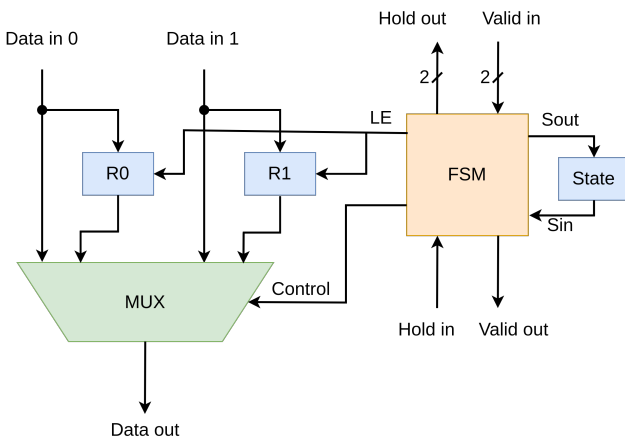 Hold out
Valid in
Data in 0
Data in 1
2
2
LE
Sout
R0
R1
FSM
State
Sin
Control
MUX
Hold in
Valid out
Data out